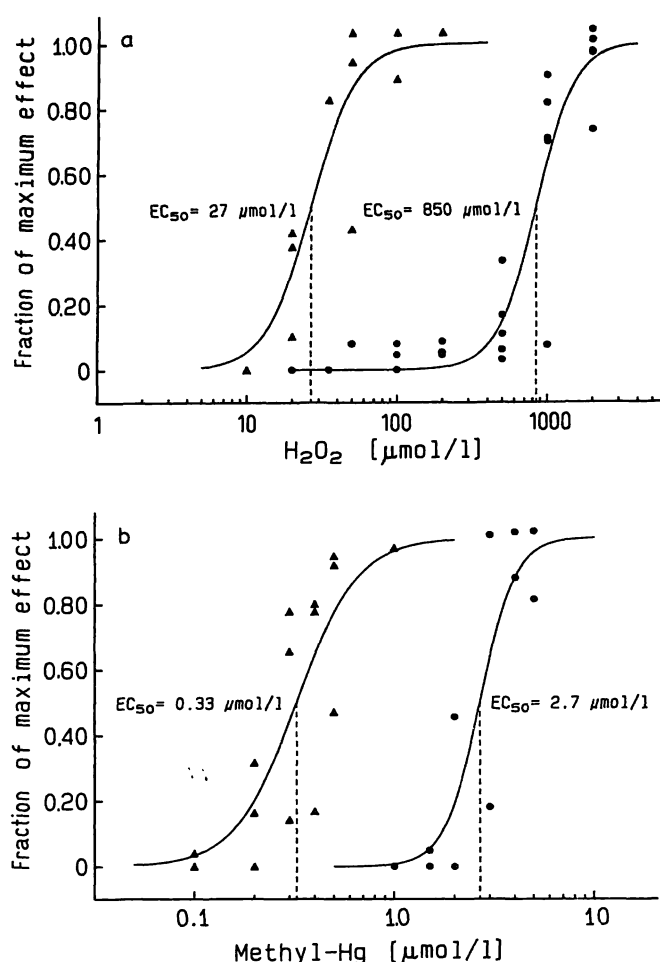 a
Fraction of maximum effect
1.00
0.80
0.60
0.40
0.20
0
EC₅₀= 27 μmol/l
EC₅₀= 850 μmol/l
1 10 100 1000
H₂O₂ [μmol/l]
b
Fraction of maximum effect
1.00
0.80
0.60
0.40
0.20
0
EC₅₀= 0.33 μmol/l
EC₅₀= 2.7 μmol/l
0.1 1.0 10
Methyl-Hg [μmol/l]